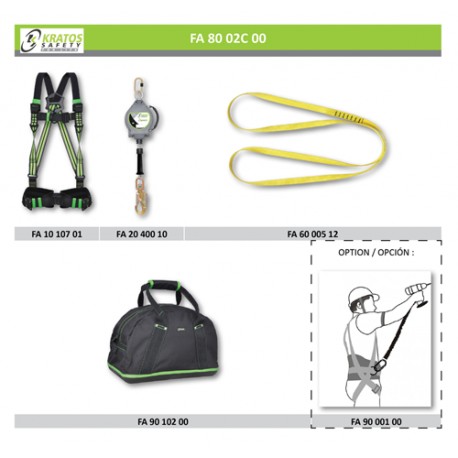 KRATOS
SAFETY
FA 80 02C 00
FA 10 107 01
FA 20 400 10
FA 60 005 12
OPTION / OPCIÓN :
FA 90 102 00
FA 90 001 00